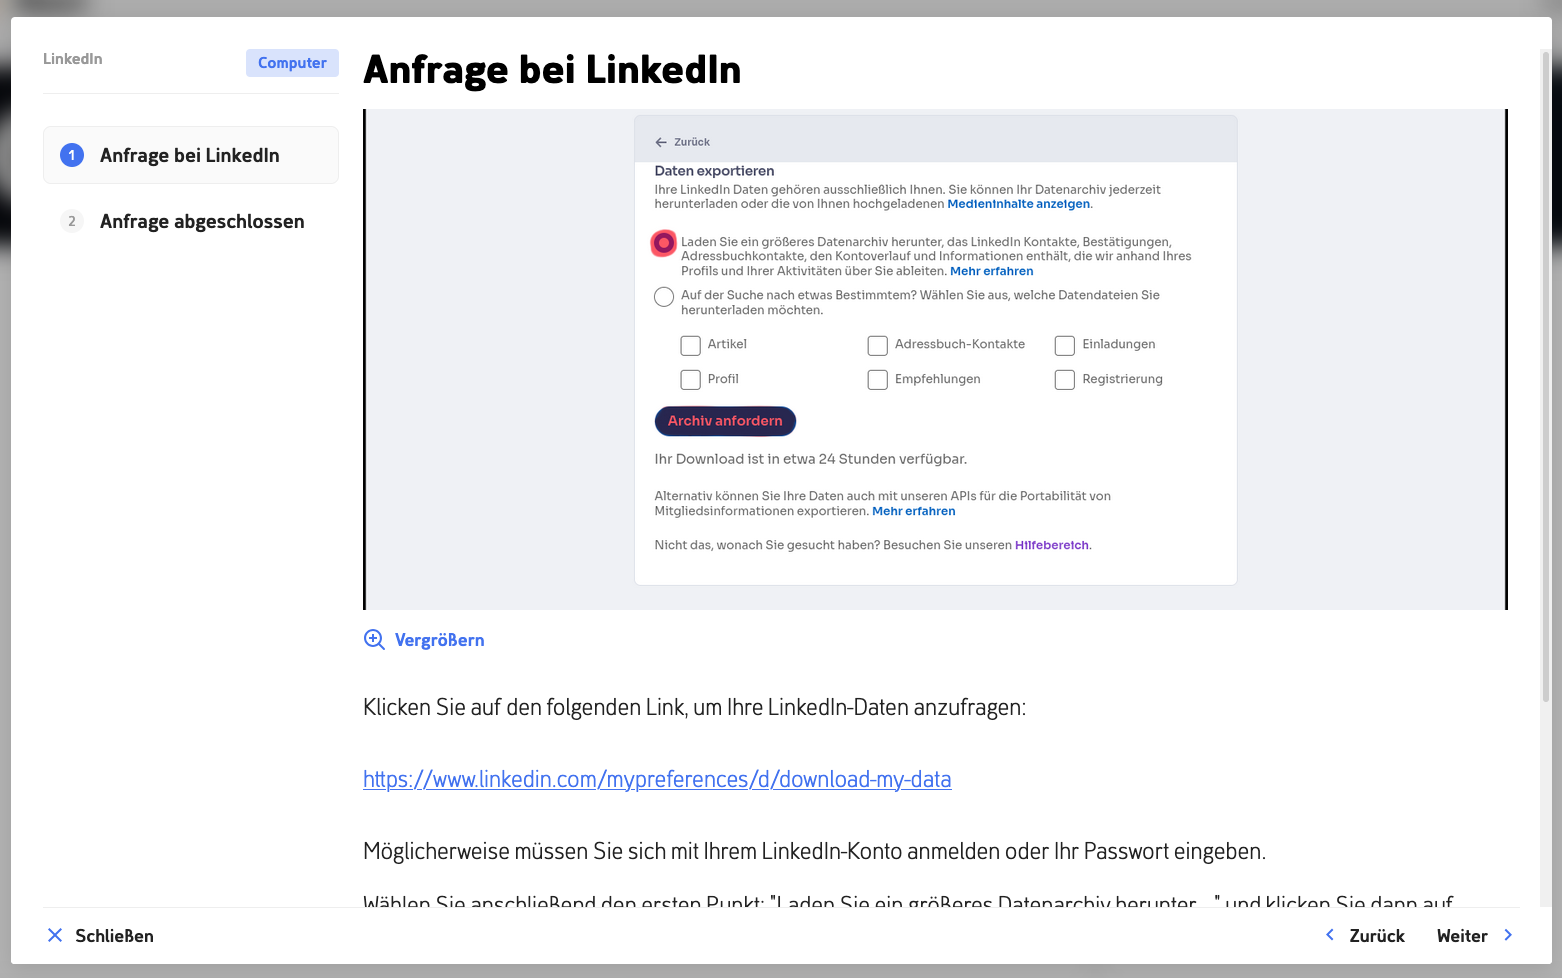 LinkedIn
Computer
1 Anfrage bei LinkedIn
2 Anfrage abgeschlossen
Anfrage bei LinkedIn
Zurück
Daten exportieren
Ihre LinkedIn Daten gehören ausschließlich Ihnen. Sie können Ihr Datenarchiv jederzeit
herunterladen oder die von Ihnen hochgeladenen Medieninhalte anzeigen.
Laden Sie ein größeres Datenarchiv herunter, das LinkedIn Kontakte, Bestätigungen,
Adressbuchkontakte, den Kontoverlauf und Informationen enthält, die wir anhand Ihres
Profils und Ihrer Aktivitäten über Sie ableiten. Mehr erfahren
Auf der Suche nach etwas Bestimmtem? Wählen Sie aus, welche Datendateien Sie
herunterladen möchten.
Artikel Adressbuch-Kontakte Einladungen
Profil Empfehlungen Registrierung
Archiv anfordern
Ihr Download ist in etwa 24 Stunden verfügbar.
Alternativ können Sie Ihre Daten auch mit unseren APIs für die Portabilität von
Mitgliedsinformationen exportieren. Mehr erfahren
Nicht das, wonach Sie gesucht haben? Besuchen Sie unseren Hilfebereich.
Vergrößern
Klicken Sie auf den folgenden Link, um Ihre LinkedIn-Daten anzufragen:
https://www.linkedin.com/mypreferences/d/download-my-data
Möglicherweise müssen Sie sich mit Ihrem LinkedIn-Konto anmelden oder Ihr Passwort eingeben.
Wählen Sie anschließend den ersten Punkt: "Laden Sie ein größeres Datenarchiv herunter, ..." und klicken Sie dann auf
Schließen
Zurück Weiter